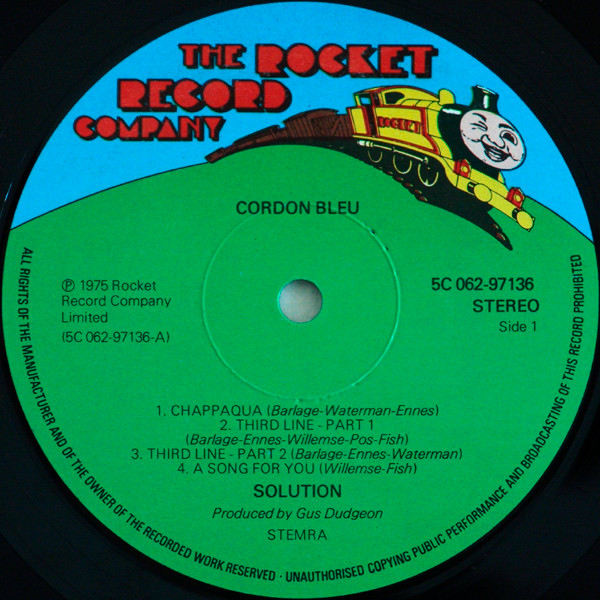 THE ROCKET
RECORD
COMPANY
ROCKET
CORDON BLEU
℗ 1975 Rocket
Record Company
Limited
(5C 062-97136-A)
5C 062-97136
STEREO
Side 1
1. CHAPPAQUA (Barlage-Waterman-Ennes)
2. THIRD LINE - PART 1
(Barlage-Ennes-Willemse-Pos-Fish)
3. THIRD LINE - PART 2 (Barlage-Ennes-Waterman)
4. A SONG FOR YOU (Willemse-Fish)
SOLUTION
Produced by Gus Dudgeon
STEMRA
ALL RIGHTS OF THE MANUFACTURER AND OF THE OWNER OF THE RECORDED WORK RESERVED · UNAUTHORISED COPYING PUBLIC PERFORMANCE AND BROADCASTING OF THIS RECORD PROHIBITED